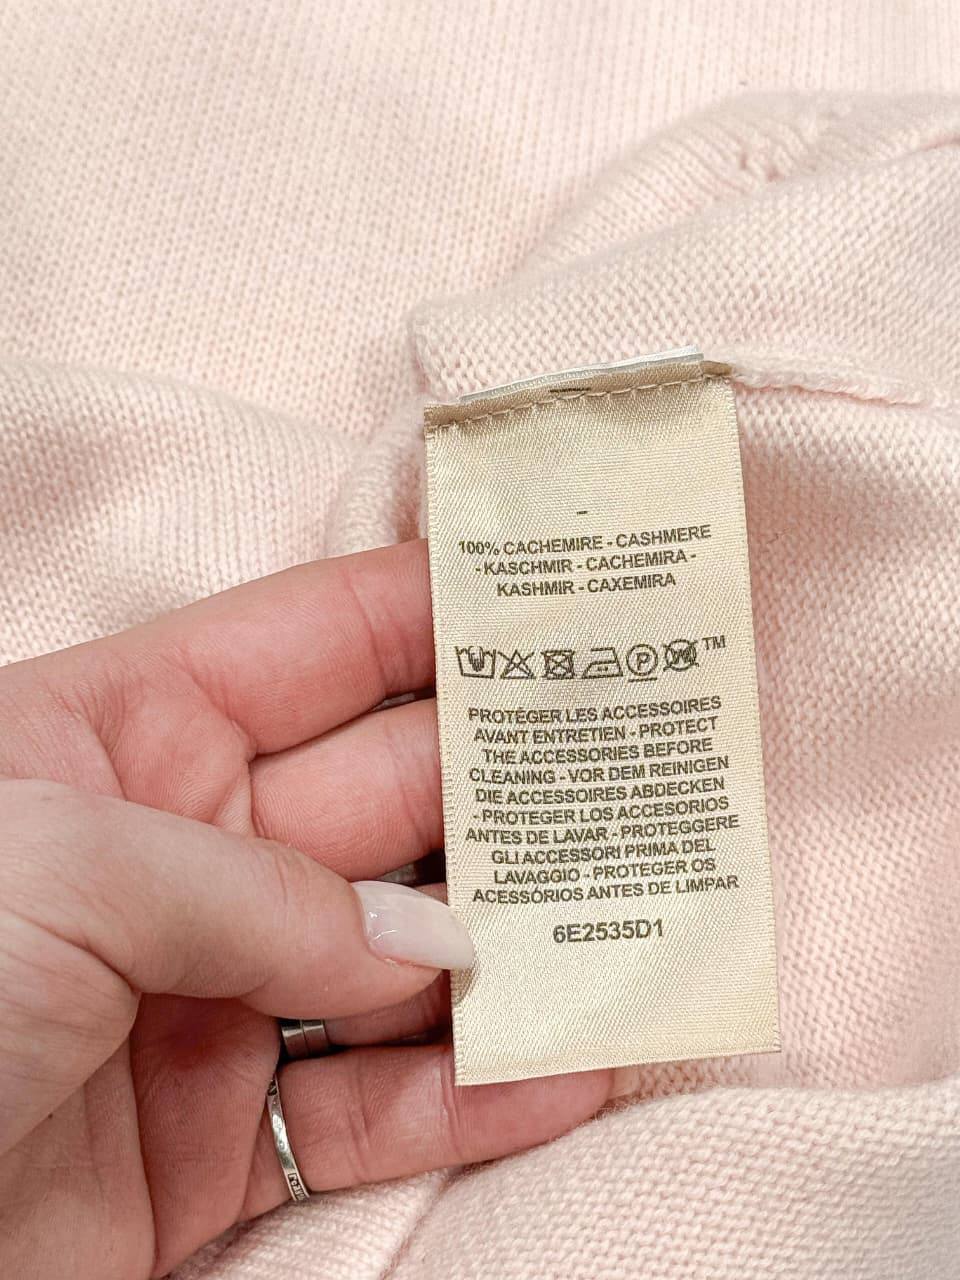 -
100% CACHEMIRE - CASHMERE
- KASCHMIR - CACHEMIRA -
KASHMIR - CAXEMIRA
P W ™
PROTÉGER LES ACCESSOIRES
AVANT ENTRETIEN - PROTECT
THE ACCESSORIES BEFORE
CLEANING - VOR DEM REINIGEN
DIE ACCESSOIRES ABDECKEN
- PROTEGER LOS ACCESORIOS
ANTES DE LAVAR - PROTEGGERE
GLI ACCESSORI PRIMA DEL
LAVAGGIO - PROTEGER OS
ACESSÓRIOS ANTES DE LIMPAR
6E2535D1